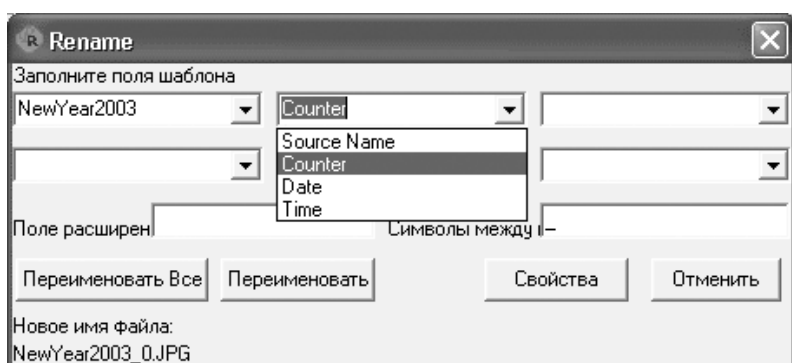 Rename
Заполните поля шаблона
NewYear2003 Counter
Source Name
Counter
Date
Time
Поле расширен Символы между
Переименовать Все Переименовать Свойства Отменить
Новое имя файла:
NewYear2003_0.JPG